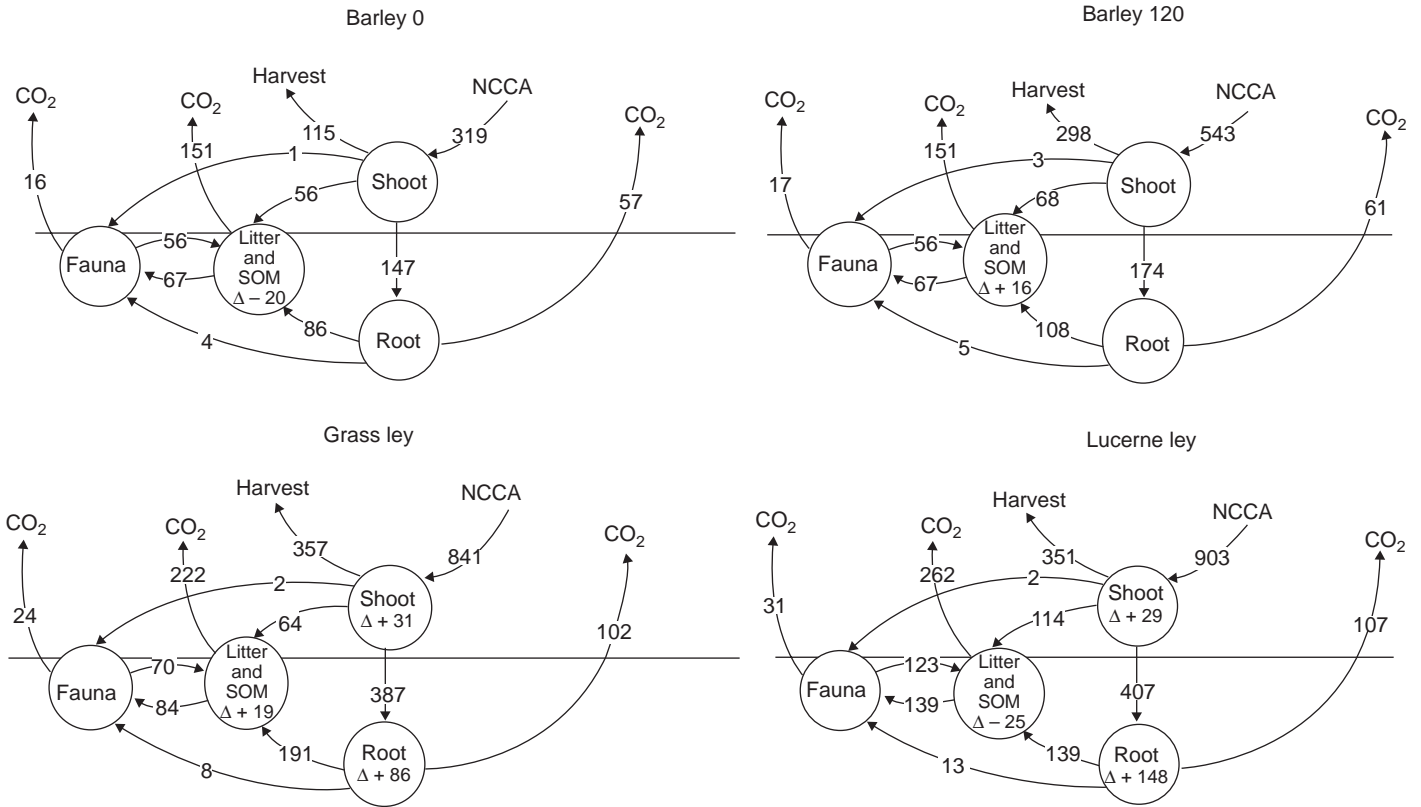 Barley 0
Harvest
NCCA
CO₂
CO₂
CO₂
115
319
151
1
16
Shoot
56
57
56
Litter
and
SOM
Δ – 20
Fauna
67
147
86
Root
4
Barley 120
Harvest
NCCA
CO₂
CO₂
CO₂
298
543
151
3
17
Shoot
68
61
56
Litter
and
SOM
Δ + 16
Fauna
67
174
108
Root
5
Grass ley
Harvest
NCCA
CO₂
CO₂
CO₂
357
841
222
2
24
Shoot
Δ + 31
64
102
70
Litter
and
SOM
Δ + 19
Fauna
84
387
191
Root
Δ + 86
8
Lucerne ley
Harvest
NCCA
CO₂
CO₂
CO₂
351
903
262
2
31
Shoot
Δ + 29
114
107
123
Litter
and
SOM
Δ – 25
Fauna
139
407
139
Root
Δ + 148
13